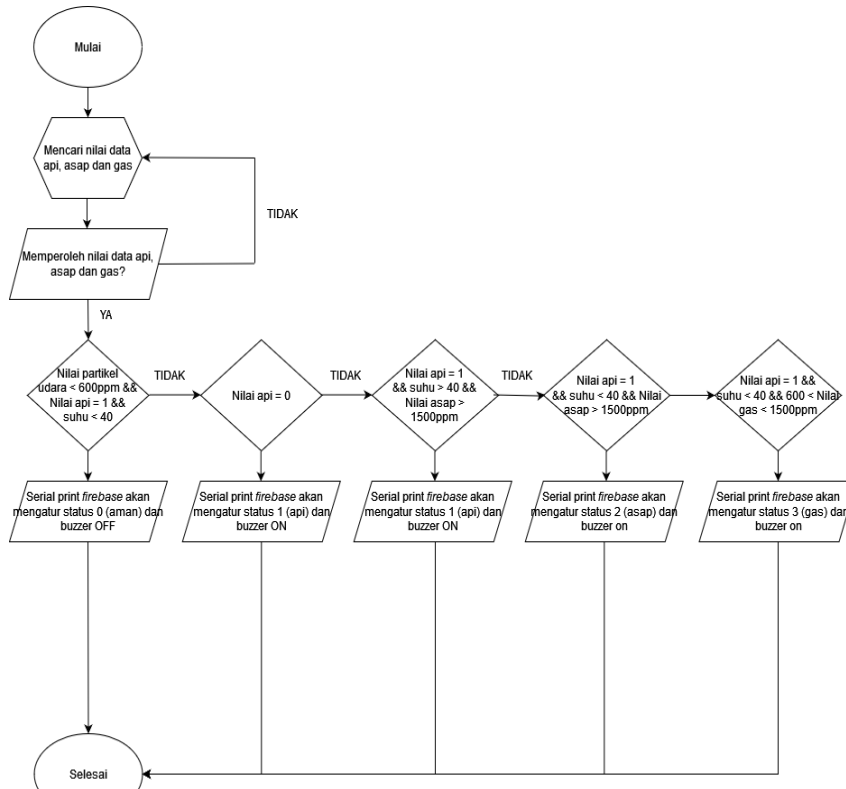 Mulai
Mencari nilai data
api, asap dan gas
TIDAK
Memperoleh nilai data api,
asap dan gas?
YA
Nilai partikel
udara < 600ppm &&
Nilai api = 1 &&
suhu < 40
TIDAK
Nilai api = 0
TIDAK
Nilai api = 1
&& suhu > 40 &&
Nilai asap >
1500ppm
TIDAK
Nilai api = 1
&& suhu < 40 && Nilai
asap > 1500ppm
Nilai api = 1 &&
suhu < 40 && 600 < Nilai
gas < 1500ppm
Serial print firebase akan
mengatur status 0 (aman) dan
buzzer OFF
Serial print firebase akan
mengatur status 1 (api) dan
buzzer ON
Serial print firebase akan
mengatur status 1 (api) dan
buzzer ON
Serial print firebase akan
mengatur status 2 (asap) dan
buzzer on
Serial print firebase akan
mengatur status 3 (gas) dan
buzzer on
Selesai